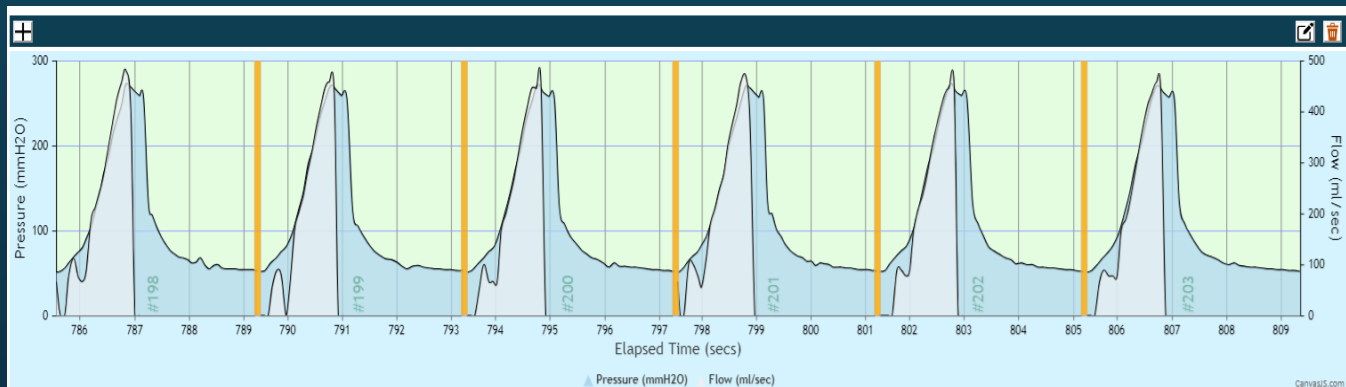 300
200
100
0
Pressure (mmH2O)
500
400
300
200
100
0
Flow (ml/sec)
#198
#199
#200
#201
#202
#203
786 787 788 789 790 791 792 793 794 795 796 797 798 799 800 801 802 803 804 805 806 807 808 809
Elapsed Time (secs)
Pressure (mmH2O) Flow (ml/sec)
CanvasJS.com